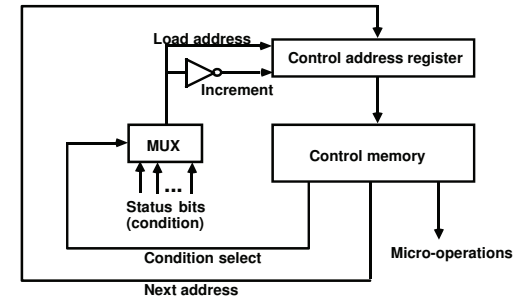 Load address
Control address register
Increment
MUX
Control memory
...
Status bits
(condition)
Micro-operations
Condition select
Next address